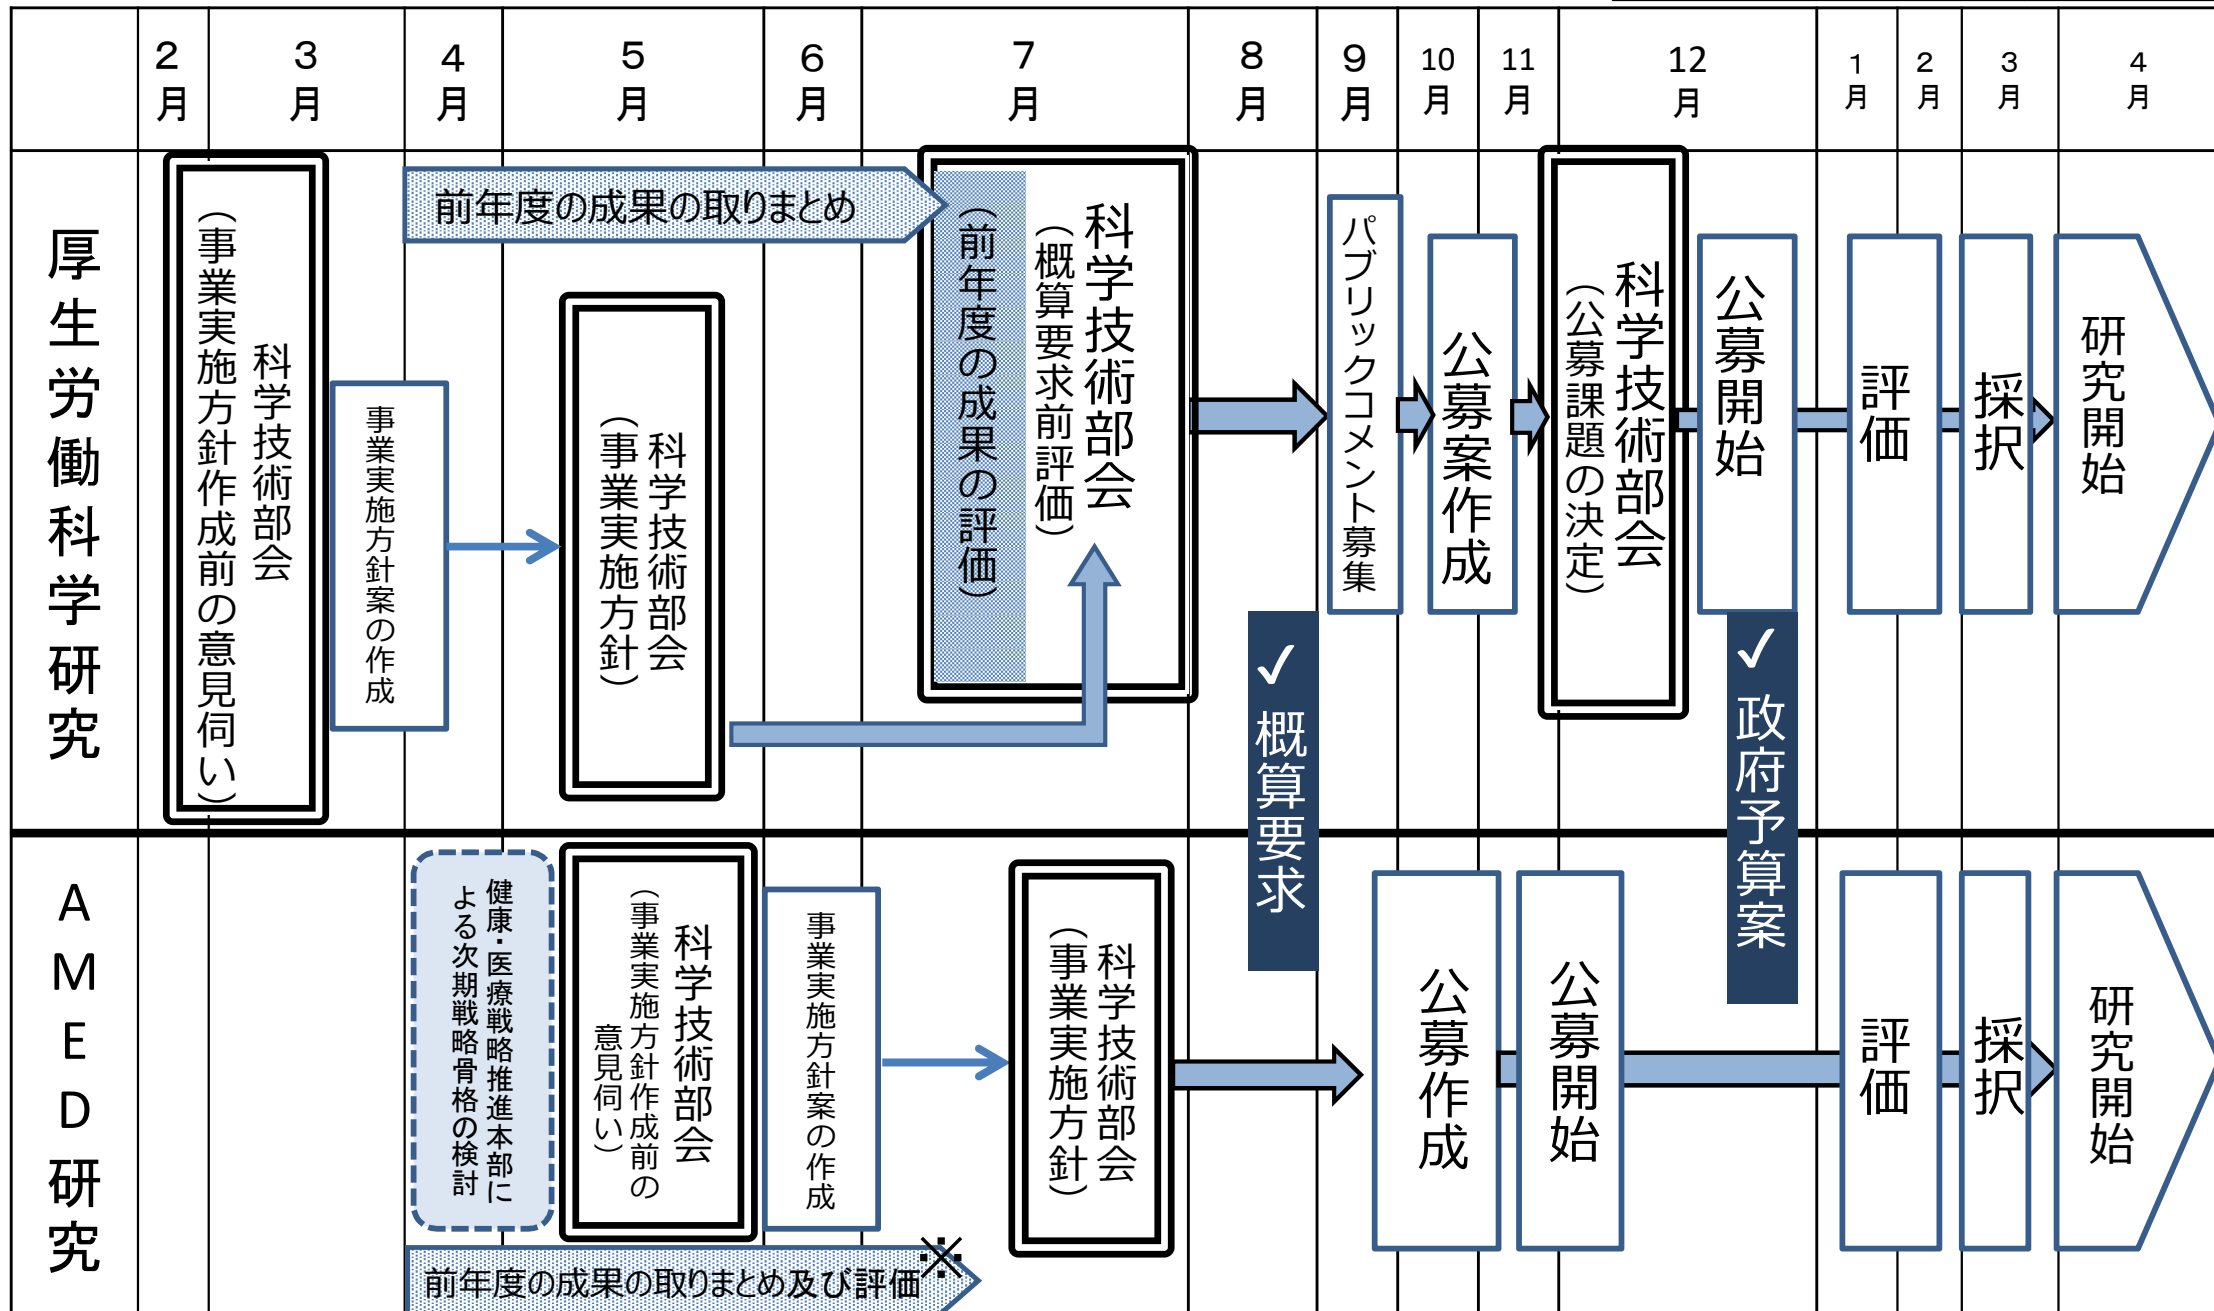 2月
3月
4月
5月
6月
7月
8月
9月
10月
11月
12月
1月
2月
3月
4月
厚生労働科学研究
科学技術部会
（事業実施方針作成前の意見伺い）
事業実施方針案の作成
前年度の成果の取りまとめ
科学技術部会
（事業実施方針）
科学技術部会
（概算要求前評価）
（前年度の成果の評価）
パブリックコメント募集
公募案作成
科学技術部会
（公募課題の決定）
公募開始
評価
採択
研究開始
✓概算要求
✓政府予算案
AMED研究
健康・医療戦略推進本部に
よる次期戦略骨格の検討
科学技術部会
（事業実施方針作成前の
意見伺い）
事業実施方針案の作成
科学技術部会
（事業実施方針）
公募作成
公募開始
評価
採択
研究開始
前年度の成果の取りまとめ及び評価※